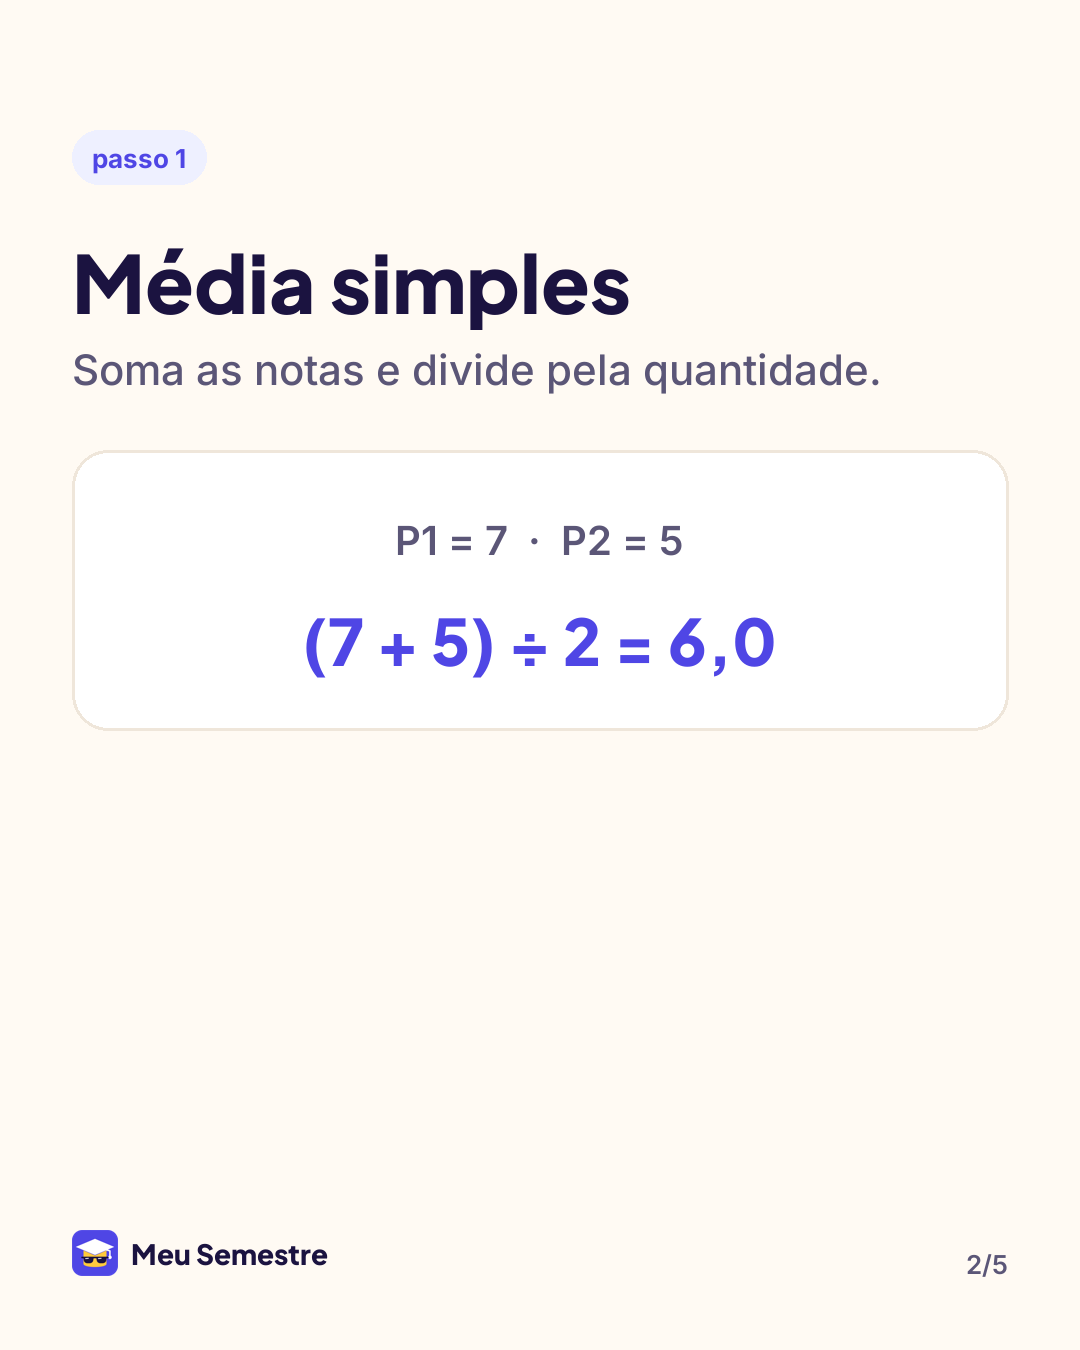 passo 1
Média simples
Soma as notas e divide pela quantidade.
P1 = 7 · P2 = 5
(7 + 5) ÷ 2 = 6,0
Meu Semestre
2/5